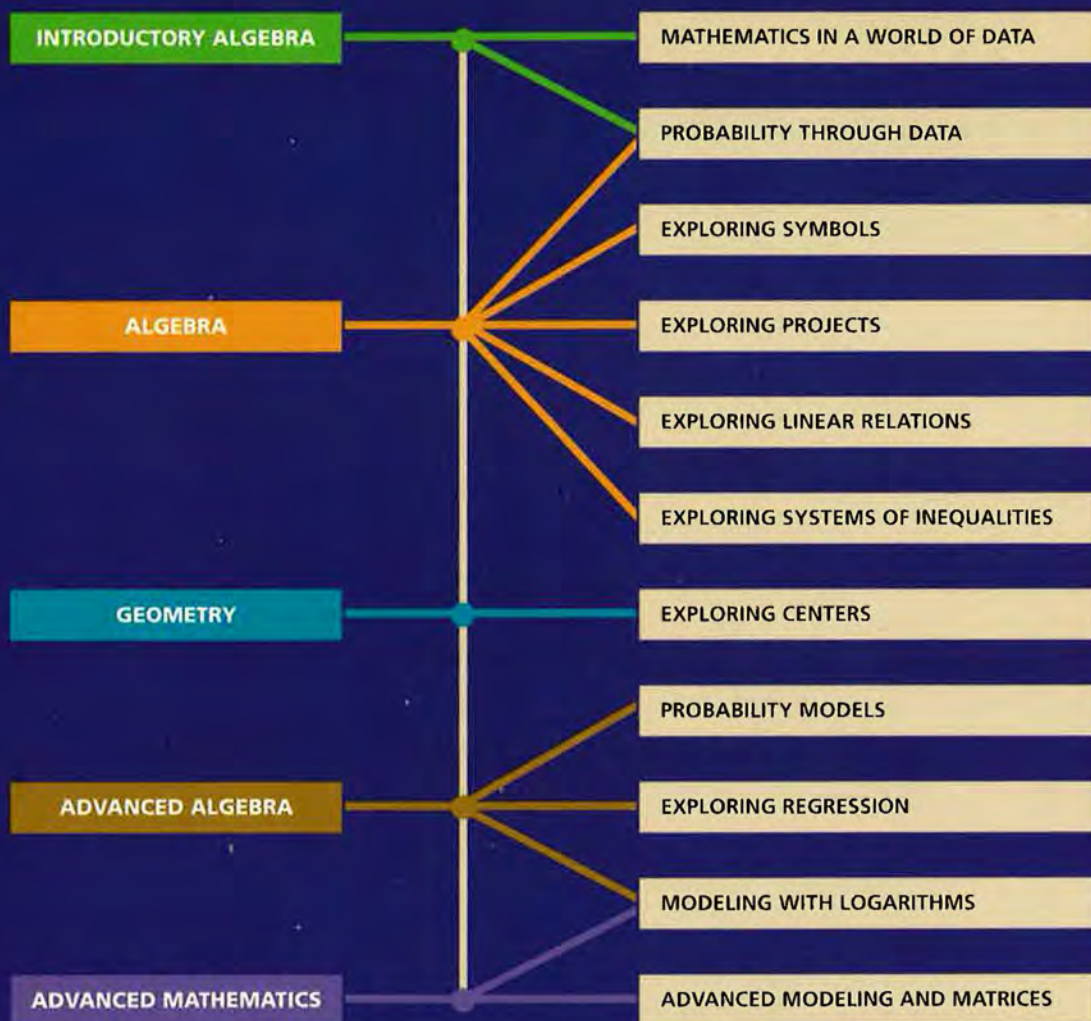 INTRODUCTORY ALGEBRA
MATHEMATICS IN A WORLD OF DATA
PROBABILITY THROUGH DATA
EXPLORING SYMBOLS
ALGEBRA
EXPLORING PROJECTS
EXPLORING LINEAR RELATIONS
EXPLORING SYSTEMS OF INEQUALITIES
GEOMETRY
EXPLORING CENTERS
PROBABILITY MODELS
ADVANCED ALGEBRA
EXPLORING REGRESSION
MODELING WITH LOGARITHMS
ADVANCED MATHEMATICS
ADVANCED MODELING AND MATRICES